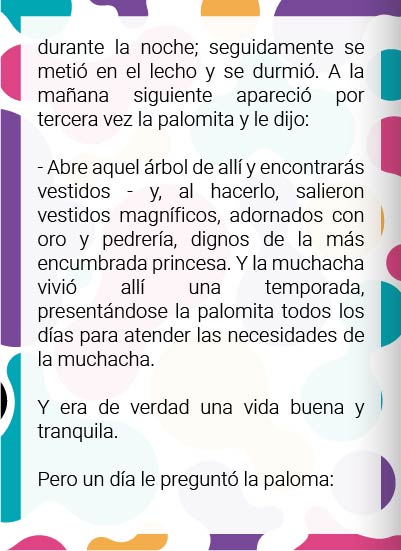 durante la noche; seguidamente se
metió en el lecho y se durmió. A la
mañana siguiente apareció por
tercera vez la palomita y le dijo:
- Abre aquel árbol de allí y encontrarás
vestidos - y, al hacerlo, salieron
vestidos magníficos, adornados con
oro y pedrería, dignos de la más
encumbrada princesa. Y la muchacha
vivió allí una temporada,
presentándose la palomita todos los
días para atender las necesidades de
la muchacha.
Y era de verdad una vida buena y
tranquila.
Pero un día le preguntó la paloma: